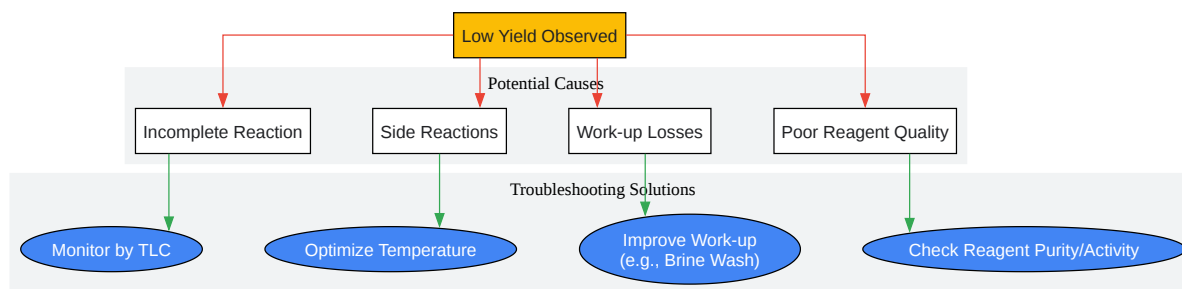 Low Yield Observed
Potential Causes
Incomplete Reaction
Side Reactions
Work-up Losses
Poor Reagent Quality
Troubleshooting Solutions
Monitor by TLC
Optimize Temperature
Improve Work-up
(e.g., Brine Wash)
Check Reagent Purity/Activity